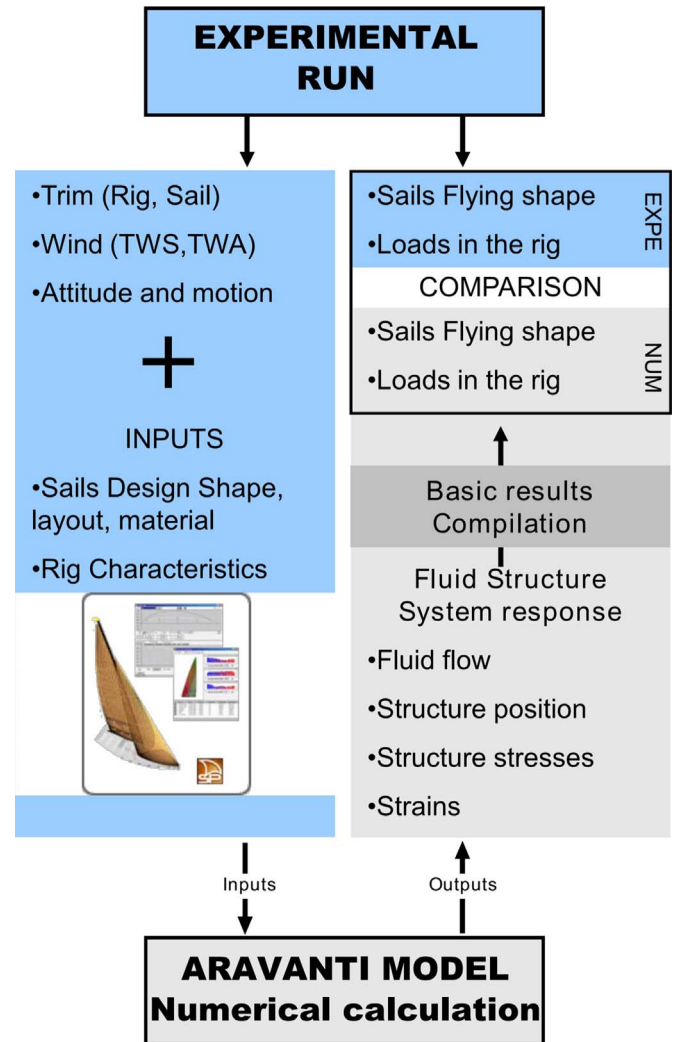 EXPERIMENTAL
RUN
•Trim (Rig, Sail)
•Wind (TWS,TWA)
•Attitude and motion
+
INPUTS
•Sails Design Shape,
layout, material
•Rig Characteristics
•Sails Flying shape
•Loads in the rig
EXPE
COMPARISON
•Sails Flying shape
•Loads in the rig
NUM
Basic results
Compilation
Fluid Structure
System response
•Fluid flow
•Structure position
•Structure stresses
•Strains
Inputs
Outputs
ARAVANTI MODEL
Numerical calculation